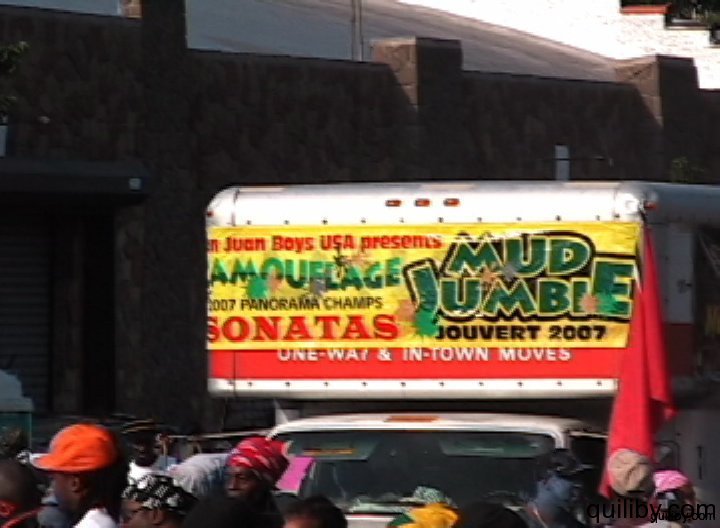 n Juan Boys USA presents
AMOUFLAGE
2007 PANORAMA CHAMPS
SONATAS
MUD
JUMBIE
JOUVERT 2007
ONE-WAY & IN-TOWN MOVES
quiliby.com